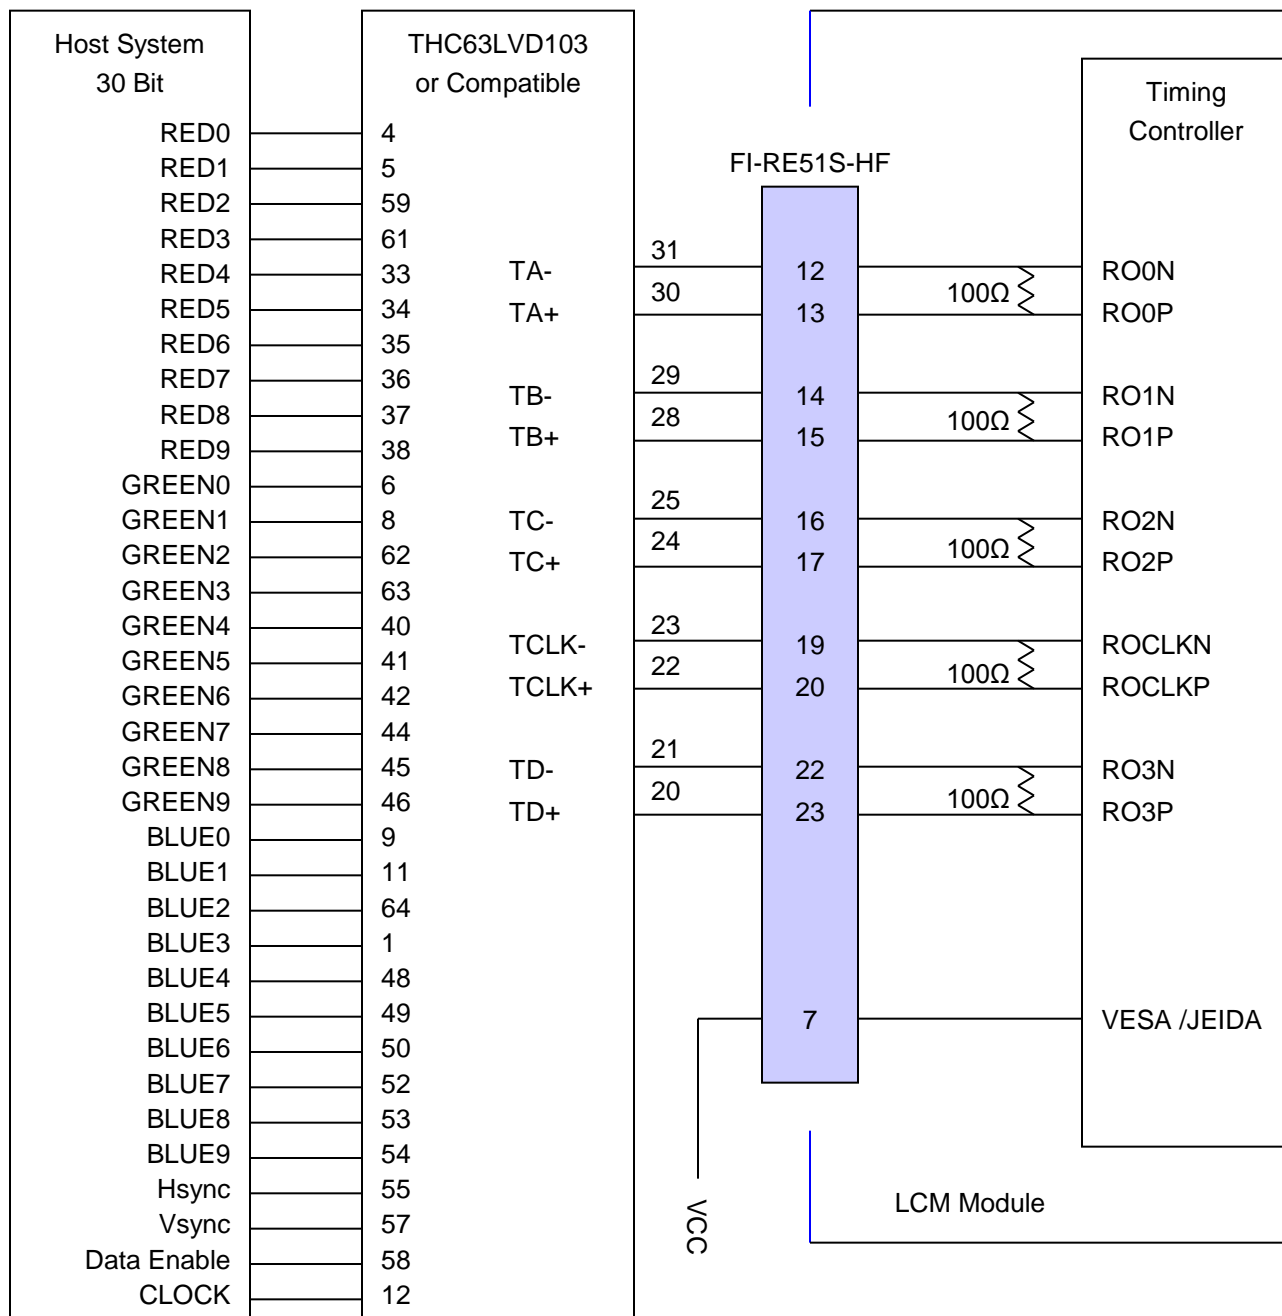 Host System
30 Bit
RED0
RED1
RED2
RED3
RED4
RED5
RED6
RED7
RED8
RED9
GREEN0
GREEN1
GREEN2
GREEN3
GREEN4
GREEN5
GREEN6
GREEN7
GREEN8
GREEN9
BLUE0
BLUE1
BLUE2
BLUE3
BLUE4
BLUE5
BLUE6
BLUE7
BLUE8
BLUE9
Hsync
Vsync
Data Enable
CLOCK
THC63LVD103
or Compatible
4
5
59
61
33
34
35
36
37
38
6
8
62
63
40
41
42
44
45
46
9
11
64
1
48
49
50
52
53
54
55
57
58
12
TA-
TA+
TB-
TB+
TC-
TC+
TCLK-
TCLK+
TD-
TD+
31
30
29
28
25
24
23
22
21
20
FI-RE51S-HF
12
13
14
15
16
17
19
20
22
23
7
VCC
100Ω
100Ω
100Ω
100Ω
100Ω
Timing
Controller
RO0N
RO0P
RO1N
RO1P
RO2N
RO2P
ROCLKN
ROCLKP
RO3N
RO3P
VESA /JEIDA
LCM Module